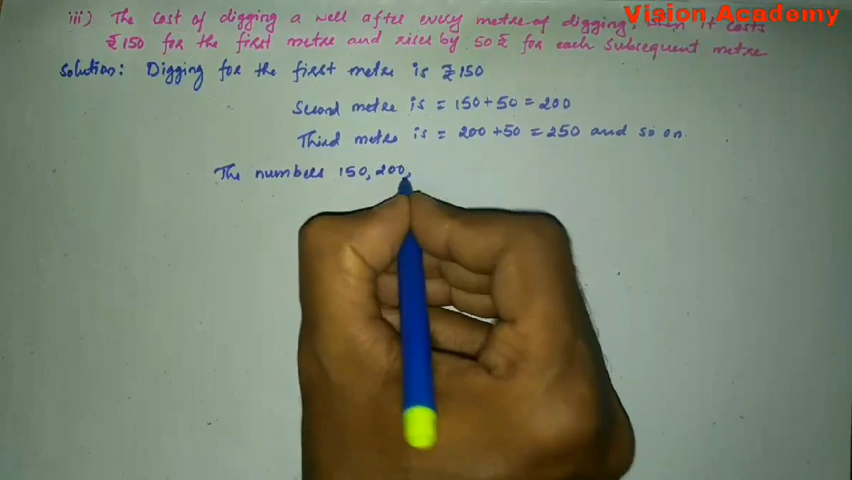 Vision Academy
iii) The cost of digging a well after every metre of digging, it costs
₹150 for the first metre and rises by 50₹ for each subsequent metre
Solution: Digging for the first metre is ₹150
Second metre is = 150+50 = 200
Third metre is = 200+50 = 250 and so on.
The numbers 150, 200,